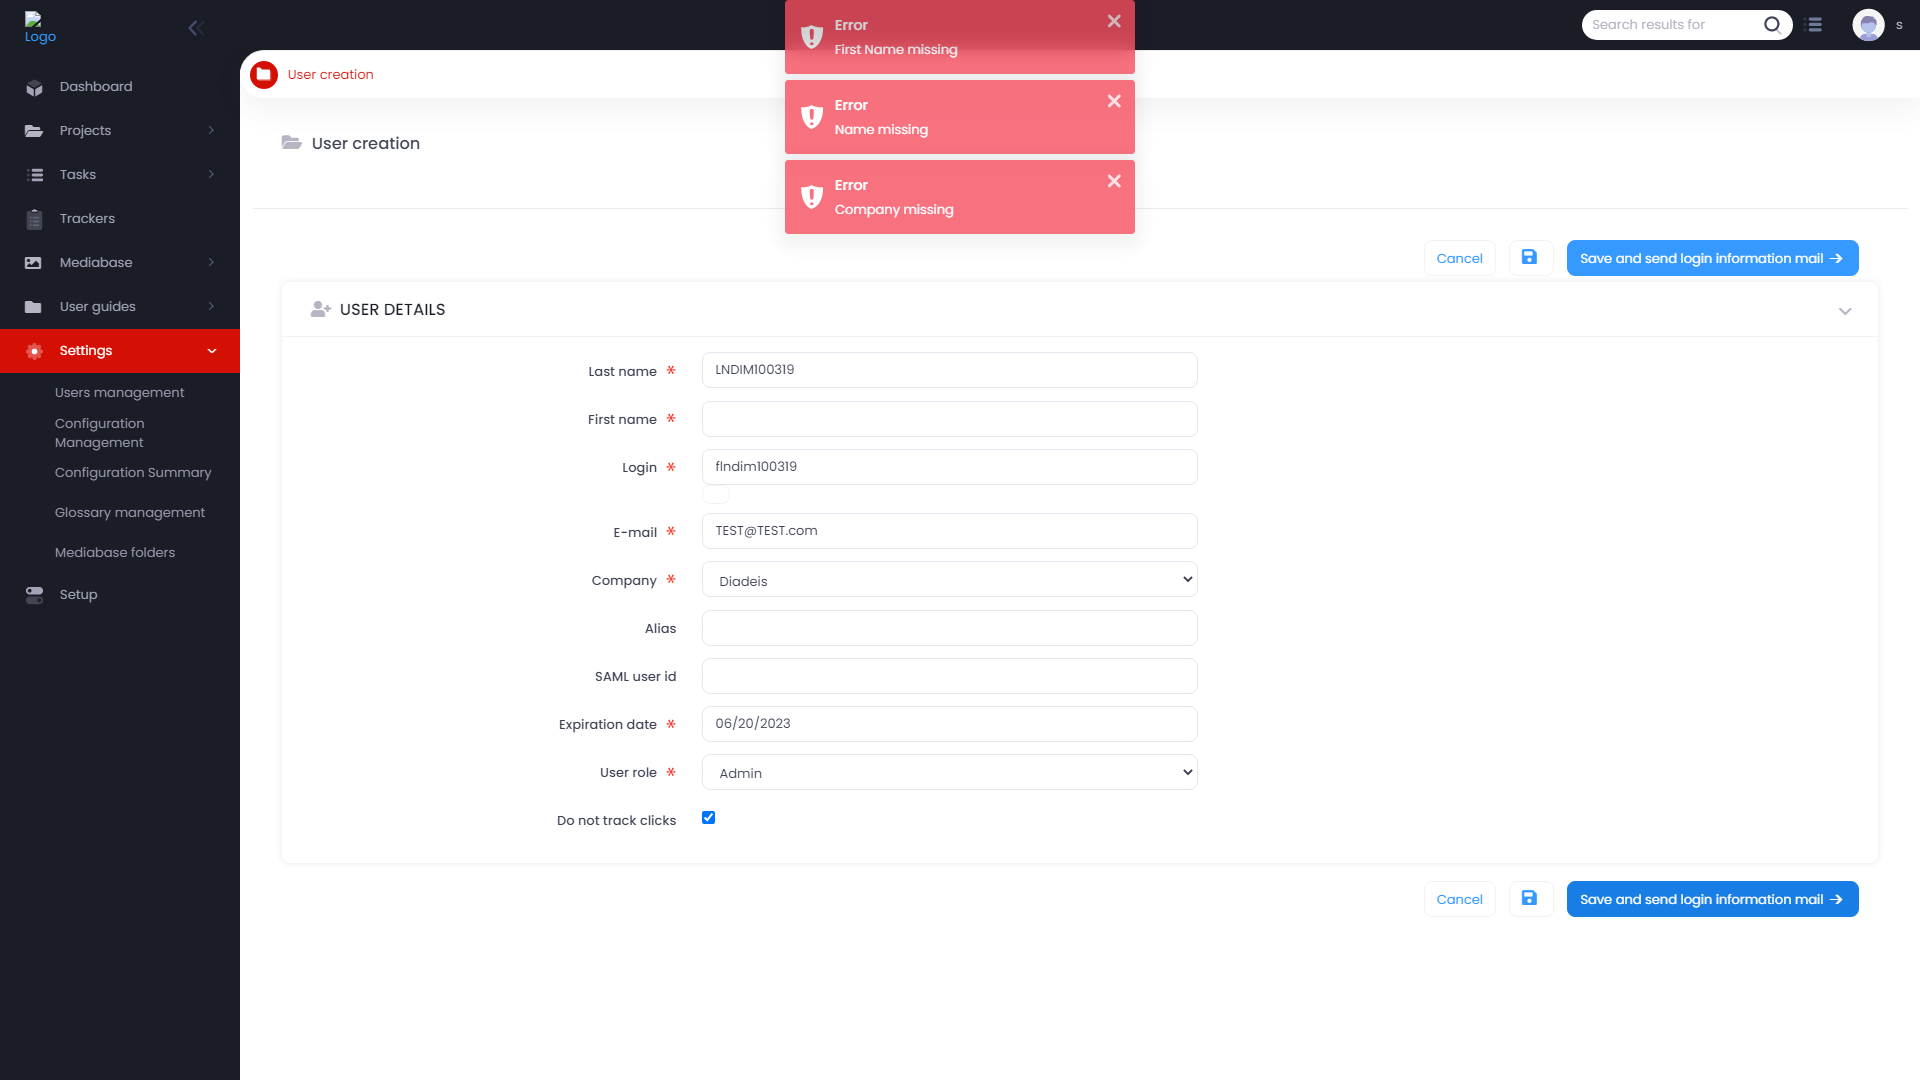 Logo
Dashboard
Projects
Tasks
Trackers
Mediabase
User guides
Settings
Users management
Configuration
Management
Configuration Summary
Glossary management
Mediabase folders
Setup
Search results for
s
User creation
Error
First Name missing
Error
Name missing
Error
Company missing
User creation
Cancel
Save and send login information mail
USER DETAILS
Last name *
LNDIM100319
First name *
Login *
flndim100319
E-mail *
TEST@TEST.com
Company *
Diadeis
Alias
SAML user id
Expiration date *
06/20/2023
User role *
Admin
Do not track clicks
Cancel
Save and send login information mail